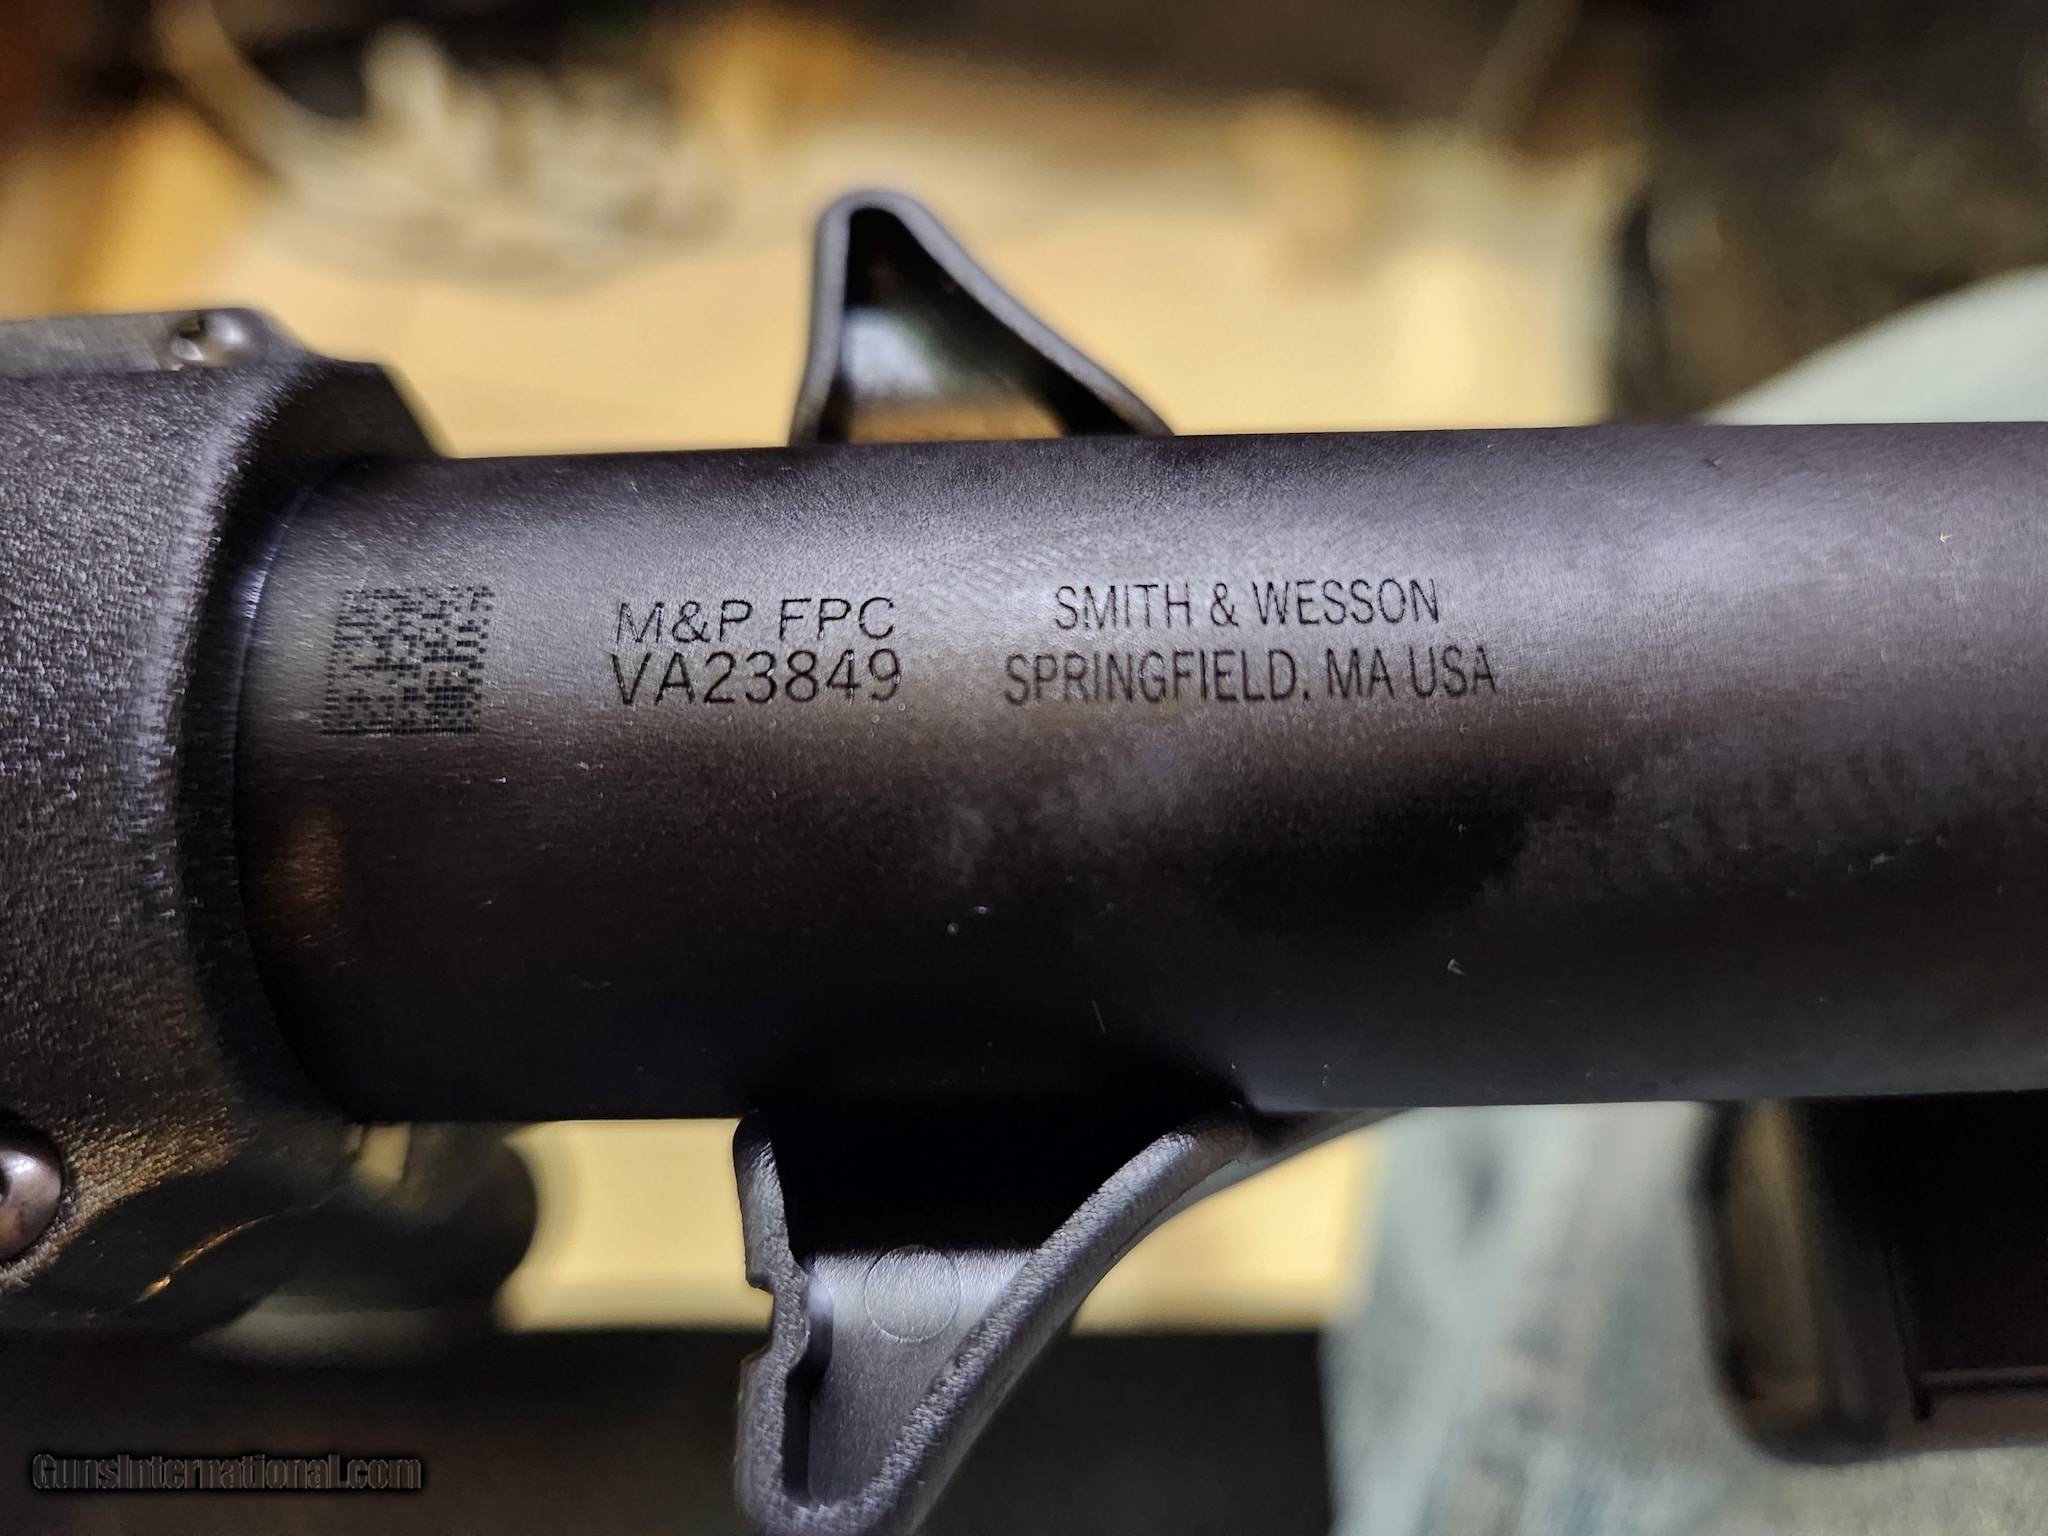 M&P FPC
VA23849
SMITH & WESSON
SPRINGFIELD, MA USA
GunsInternational.com